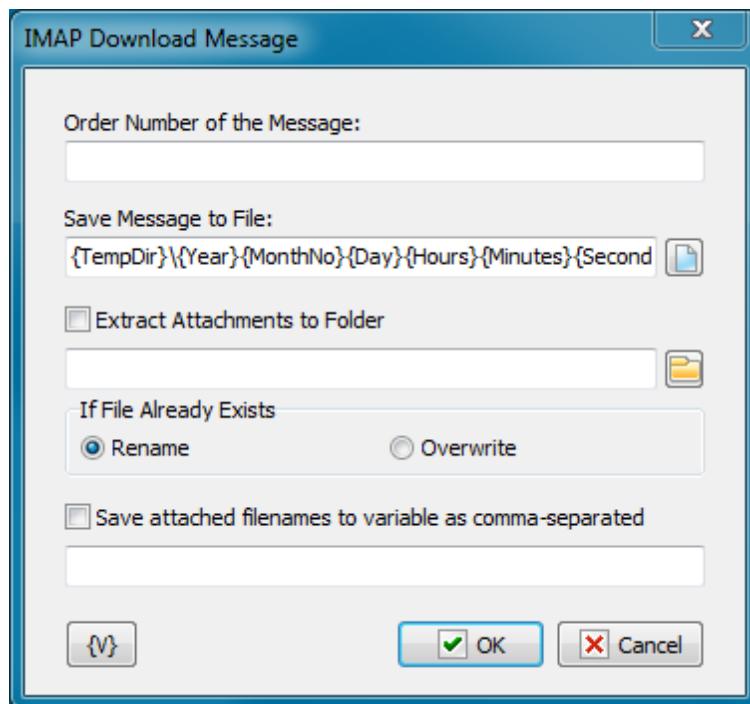 IMAP Download Message
Order Number of the Message:
Save Message to File:
{TempDir}\{Year}{MonthNo}{Day}{Hours}{Minutes}{Second
Extract Attachments to Folder
If File Already Exists
Rename Overwrite
Save attached filenames to variable as comma-separated
{V} OK Cancel